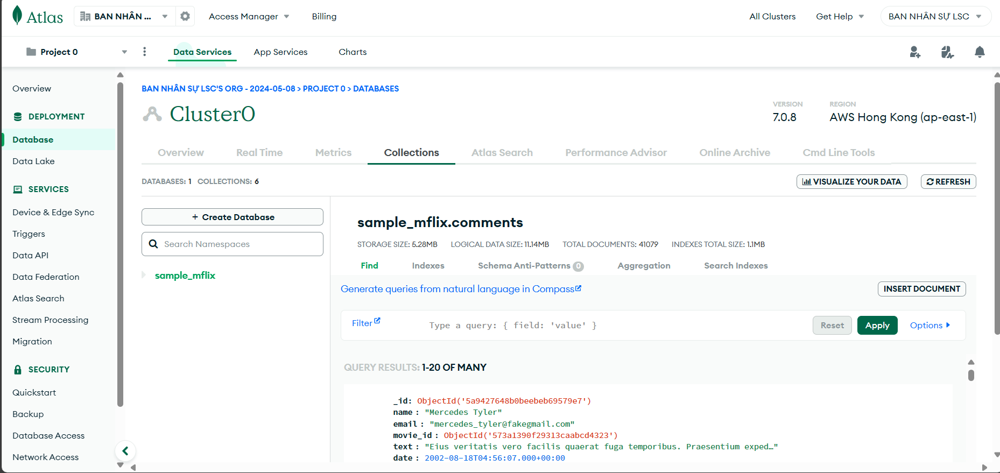 Atlas
BAN NHÂN ...
Access Manager
Billing
All Clusters
Get Help
BAN NHÂN SỰ LSC
Project 0
Data Services
App Services
Charts
Overview
DEPLOYMENT
Database
Data Lake
SERVICES
Device & Edge Sync
Triggers
Data API
Data Federation
Atlas Search
Stream Processing
Migration
SECURITY
Quickstart
Backup
Database Access
Network Access
BAN NHÂN SỰ LSC'S ORG - 2024-05-08 > PROJECT 0 > DATABASES
Cluster0
VERSION
7.0.8
REGION
AWS Hong Kong (ap-east-1)
Overview
Real Time
Metrics
Collections
Atlas Search
Performance Advisor
Online Archive
Cmd Line Tools
DATABASES: 1 COLLECTIONS: 6
VISUALIZE YOUR DATA
REFRESH
+ Create Database
Search Namespaces
sample_mflix
sample_mflix.comments
STORAGE SIZE: 5.28MB LOGICAL DATA SIZE: 11.14MB TOTAL DOCUMENTS: 41079 INDEXES TOTAL SIZE: 1.1MB
Find
Indexes
Schema Anti-Patterns 0
Aggregation
Search Indexes
Generate queries from natural language in Compass
INSERT DOCUMENT
Filter
Type a query: { field: 'value' }
Reset
Apply
Options
QUERY RESULTS: 1-20 OF MANY
_id: ObjectId('5a9427648b0beebeb69579e7')
name : "Mercedes Tyler"
email : "mercedes_tyler@fakegmail.com"
movie_id : ObjectId('573a1390f29313caabcd4323')
text : "Eius veritatis vero facilis quaerat fuga temporibus. Praesentium exped…"
date : 2002-08-18T04:56:07.000+00:00